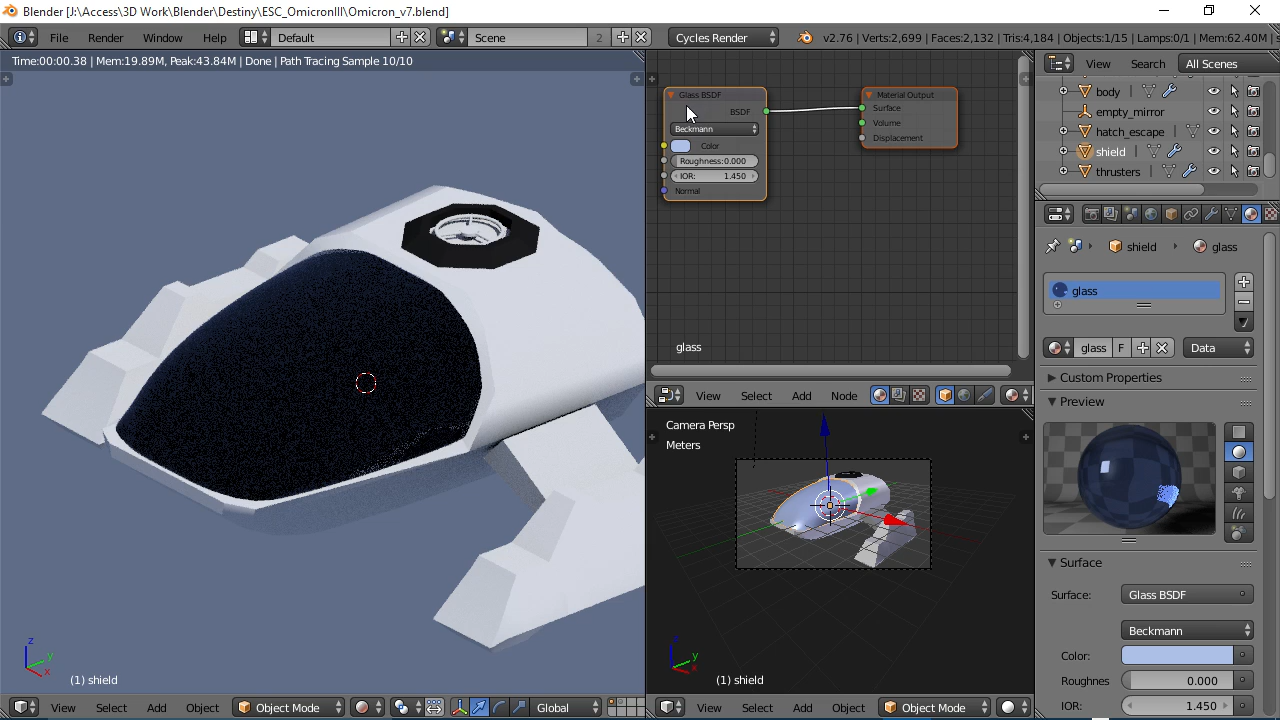 Blender [J:\Access\3D Work\Blender\Destiny\ESC_OmicronIII\Omicron_v7.blend]
File Render Window Help Default Scene 2 Cycles Render v2.76 | Verts:2,699 | Faces:2,132 | Tris:4,184 | Objects:1/15 | Lamps:0/1 | Mem:62.40M |
Time:00:00.38 | Mem:19.89M, Peak:43.84M | Done | Path Tracing Sample 10/10
(1) shield
View Select Add Object Object Mode Global
Glass BSDF
BSDF
Beckmann
Color
Roughness:0.000
IOR: 1.450
Normal
Material Output
Surface
Volume
Displacement
glass
View Select Add Node
Camera Persp
Meters
(1) shield
View Select Add Object Object Mode
View Search All Scenes
body
empty_mirror
hatch_escape
shield
thrusters
shield glass
glass
glass F Data
Custom Properties
Preview
Surface
Surface: Glass BSDF
Beckmann
Color:
Roughnes 0.000
IOR: 1.450
z
y
x
z
y
x